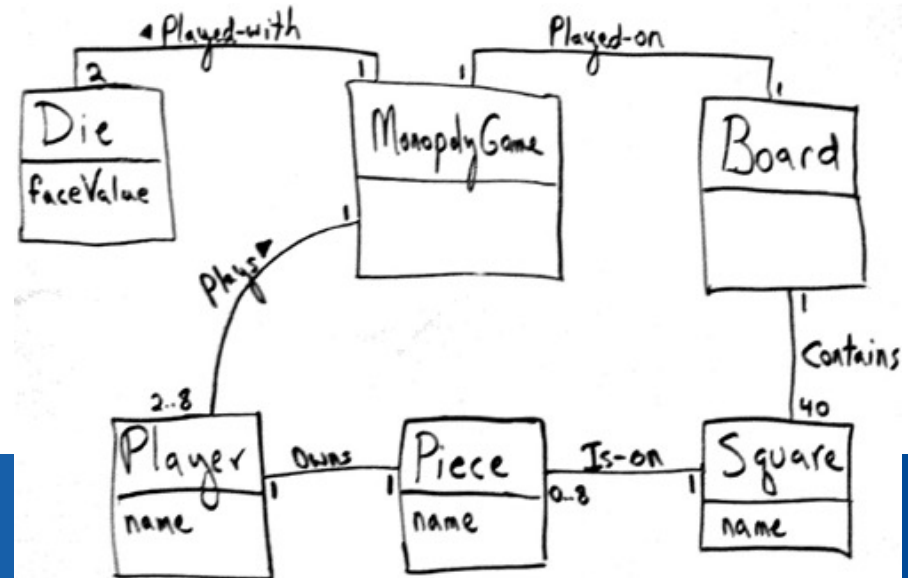 Played-with
Played-on
2
1
1
1
Die
faceValue
MonopolyGame
Board
1
Plays
1
Contains
2..8
40
Player
name
Owns
1
1
Piece
name
Is-on
0..8
1
Square
name